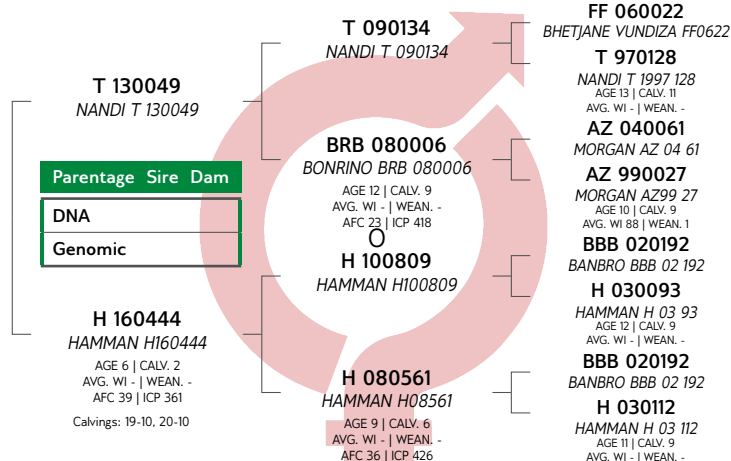 T 130049
NANDI T 130049
Parentage Sire Dam
DNA
Genomic
H 160444
HAMMAN H160444
AGE 6 | CALV. 2
AVG. WI - | WEAN. -
AFC 39 | ICP 361
Calvings: 19-10, 20-10
T 090134
NANDI T 090134
BRB 080006
BONRINO BRB 080006
AGE 12 | CALV. 9
AVG. WI - | WEAN. -
AFC 23 | ICP 418
O
H 100809
HAMMAN H100809
H 080561
HAMMAN H08561
AGE 9 | CALV. 6
AVG. WI - | WEAN. -
AFC 36 | ICP 426
FF 060022
BHETJANE VUNDIZA FF0622
T 970128
NANDI T 1997 128
AGE 13 | CALV. 11
AVG. WI - | WEAN. -
AZ 040061
MORGAN AZ 04 61
AZ 990027
MORGAN AZ99 27
AGE 10 | CALV. 9
AVG. WI 88 | WEAN. 1
BBB 020192
BANBRO BBB 02 192
H 030093
HAMMAN H 03 93
AGE 12 | CALV. 9
AVG. WI - | WEAN. -
BBB 020192
BANBRO BBB 02 192
H 030112
HAMMAN H 03 112
AGE 11 | CALV. 9
AVG. WI - | WEAN. -